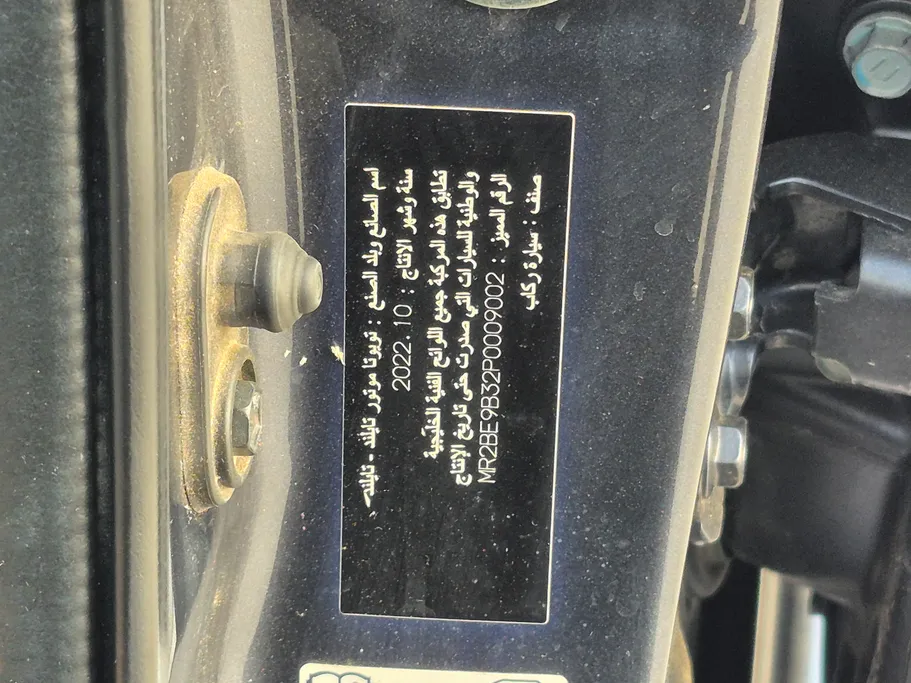 اسم الصانع وبلد الصنع : تويوتا موتور تايلند - تايلند
سنة وشهر الانتاج : 2022.10
تطابق هذه المركبة جميع اللوائح الفنية الخليجية
والوطنية للسيارات التي صدرت حتى تاريخ الإنتاج
الرقم المميز : MR2BE9B32P0009002
صنف : سيارة ركاب